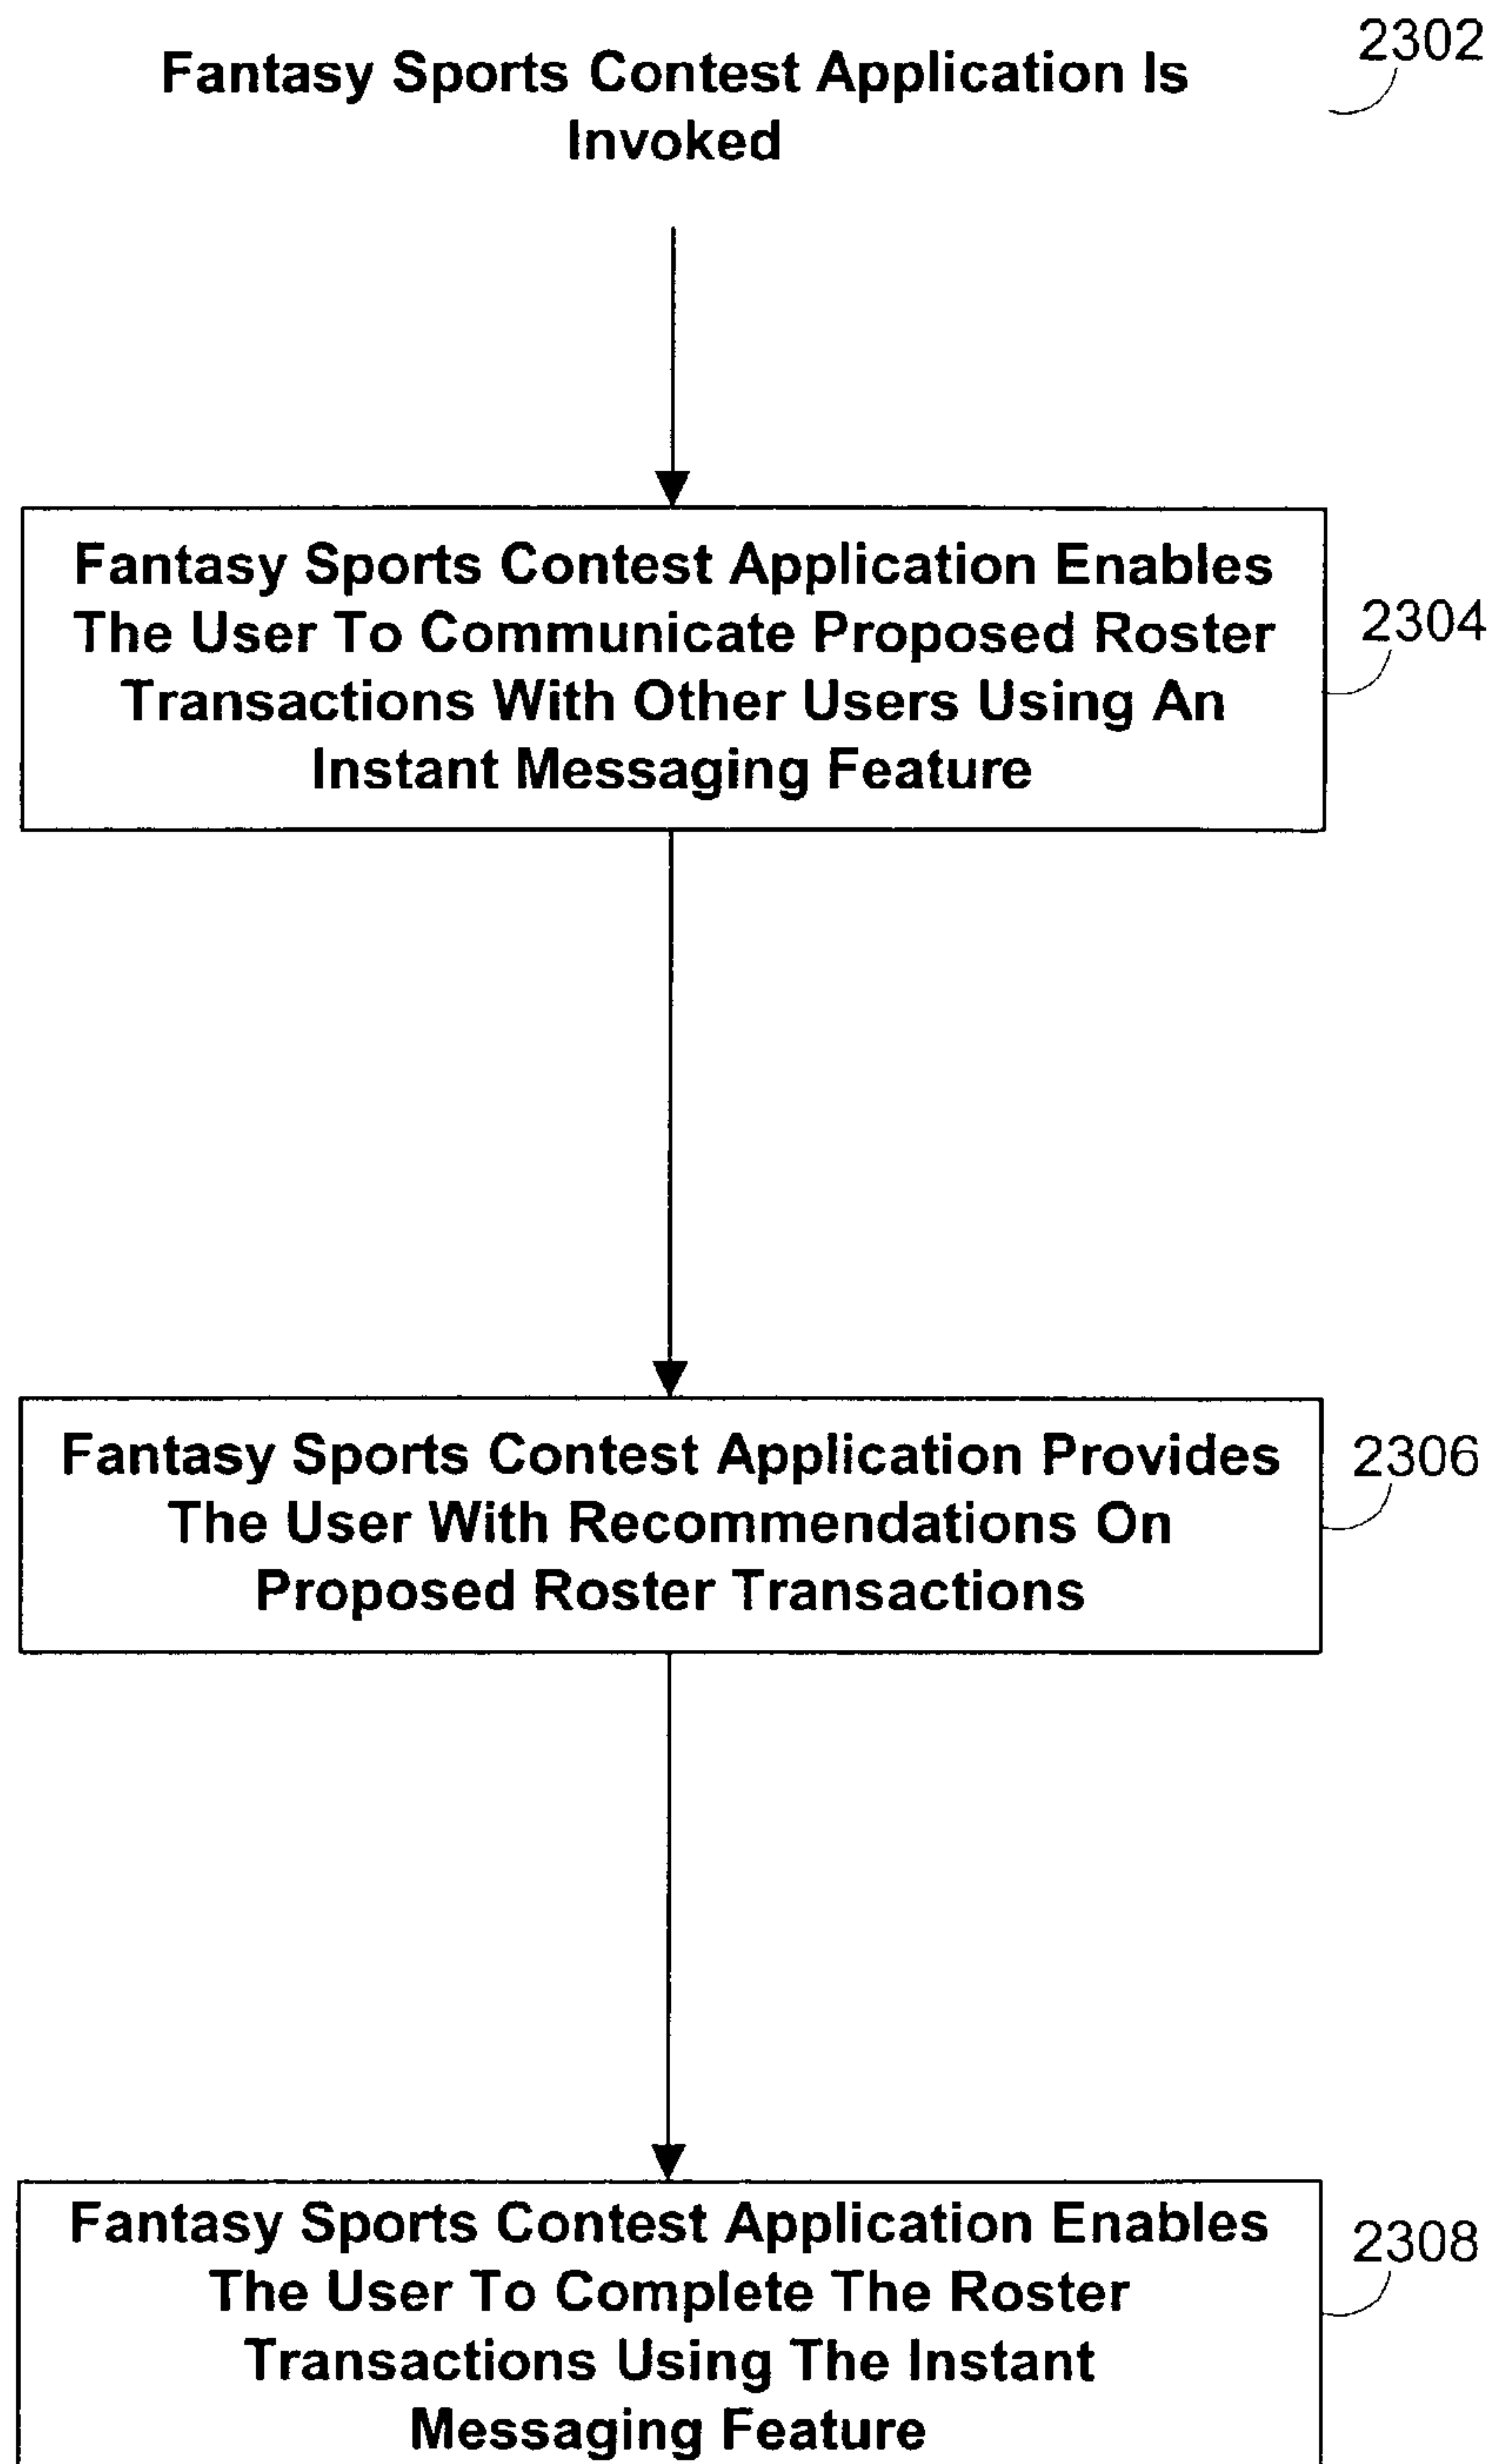 2302
Fantasy Sports Contest Application Is
Invoked
Fantasy Sports Contest Application Enables
The User To Communicate Proposed Roster
Transactions With Other Users Using An
Instant Messaging Feature
2304
Fantasy Sports Contest Application Provides
The User With Recommendations On
Proposed Roster Transactions
2306
Fantasy Sports Contest Application Enables
The User To Complete The Roster
Transactions Using The Instant
Messaging Feature
2308